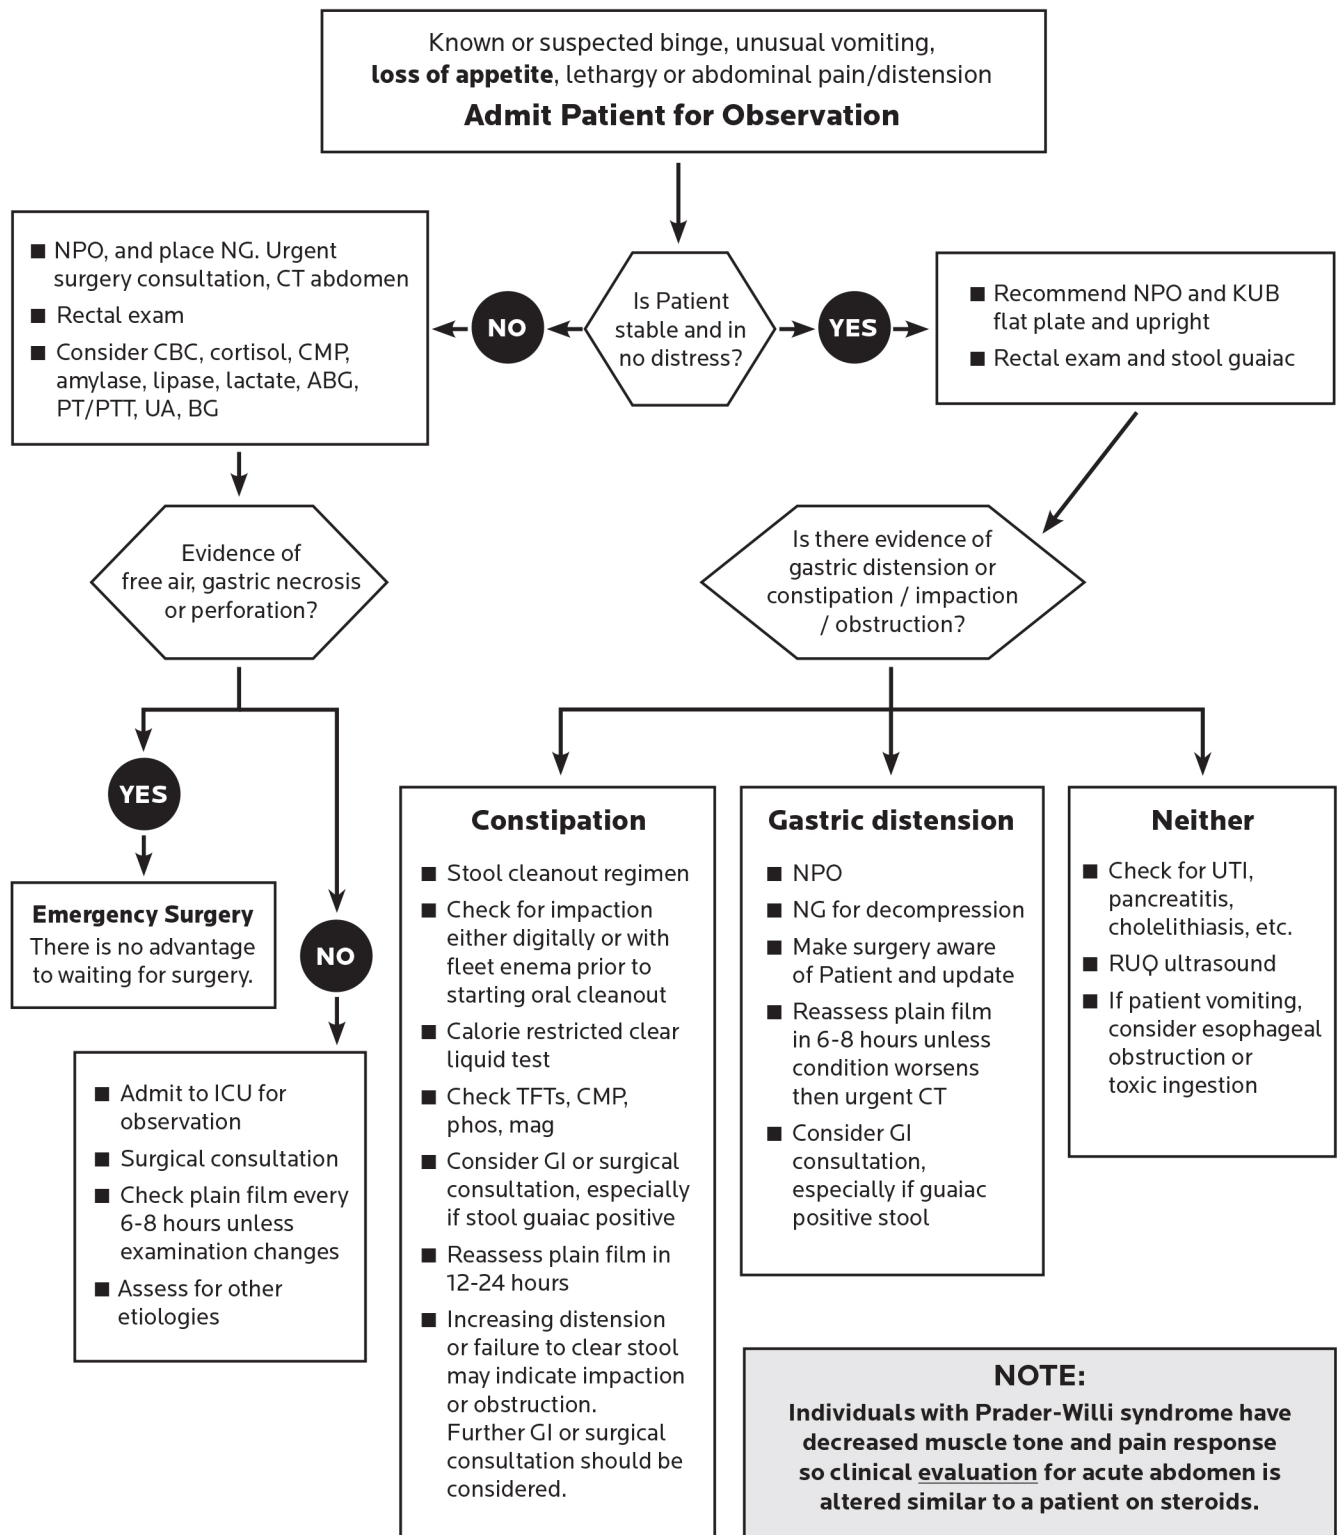 Known or suspected binge, unusual vomiting,
loss of appetite, lethargy or abdominal pain/distension
Admit Patient for Observation
■ NPO, and place NG. Urgent
surgery consultation, CT abdomen
■ Rectal exam
■ Consider CBC, cortisol, CMP,
amylase, lipase, lactate, ABG,
PT/PTT, UA, BG
NO
Is Patient
stable and in
no distress?
YES
■ Recommend NPO and KUB
flat plate and upright
■ Rectal exam and stool guaiac
Evidence of
free air, gastric necrosis
or perforation?
Is there evidence of
gastric distension or
constipation / impaction
/ obstruction?
YES
Emergency Surgery
There is no advantage
to waiting for surgery.
NO
■ Admit to ICU for
observation
■ Surgical consultation
■ Check plain film every
6-8 hours unless
examination changes
■ Assess for other
etiologies
Constipation
■ Stool cleanout regimen
■ Check for impaction
either digitally or with
fleet enema prior to
starting oral cleanout
■ Calorie restricted clear
liquid test
■ Check TFTs, CMP,
phos, mag
■ Consider GI or surgical
consultation, especially
if stool guaiac positive
■ Reassess plain film in
12-24 hours
■ Increasing distension
or failure to clear stool
may indicate impaction
or obstruction.
Further GI or surgical
consultation should be
considered.
Gastric distension
■ NPO
■ NG for decompression
■ Make surgery aware
of Patient and update
■ Reassess plain film
in 6-8 hours unless
condition worsens
then urgent CT
■ Consider GI
consultation,
especially if guaiac
positive stool
Neither
■ Check for UTI,
pancreatitis,
cholelithiasis, etc.
■ RUQ ultrasound
■ If patient vomiting,
consider esophageal
obstruction or
toxic ingestion
NOTE:
Individuals with Prader-Willi syndrome have
decreased muscle tone and pain response
so clinical evaluation for acute abdomen is
altered similar to a patient on steroids.